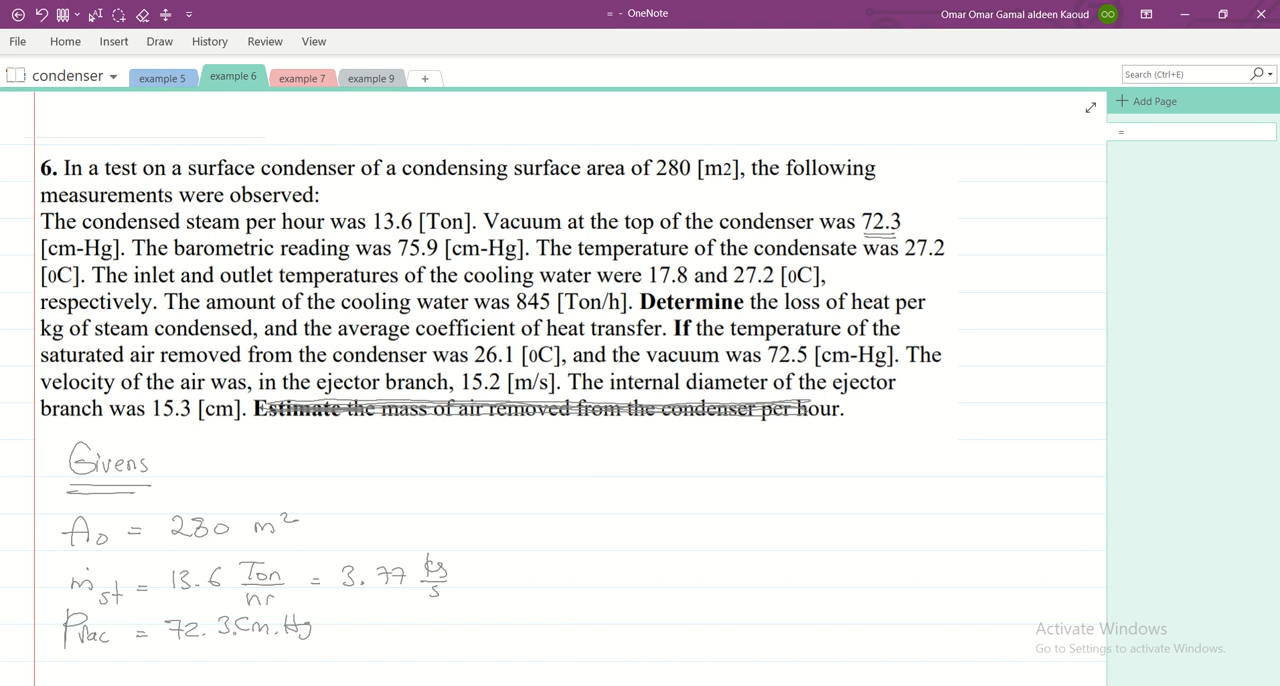 = - OneNote
Omar Omar Gamal aldeen Kaoud OO
File Home Insert Draw History Review View
condenser example 5 example 6 example 7 example 9 +
Search (Ctrl+E)
+ Add Page
=
6. In a test on a surface condenser of a condensing surface area of 280 [m2], the following
measurements were observed:
The condensed steam per hour was 13.6 [Ton]. Vacuum at the top of the condenser was 72.3
[cm-Hg]. The barometric reading was 75.9 [cm-Hg]. The temperature of the condensate was 27.2
[0C]. The inlet and outlet temperatures of the cooling water were 17.8 and 27.2 [0C],
respectively. The amount of the cooling water was 845 [Ton/h]. Determine the loss of heat per
kg of steam condensed, and the average coefficient of heat transfer. If the temperature of the
saturated air removed from the condenser was 26.1 [0C], and the vacuum was 72.5 [cm-Hg]. The
velocity of the air was, in the ejector branch, 15.2 [m/s]. The internal diameter of the ejector
branch was 15.3 [cm]. Estimate the mass of air removed from the condenser per hour.
Givens
Ao = 280 m²
ṁst = 13.6 Ton/hr = 3.77 kg/s
Pvac = 72.3.Cm.Hg
Activate Windows
Go to Settings to activate Windows.